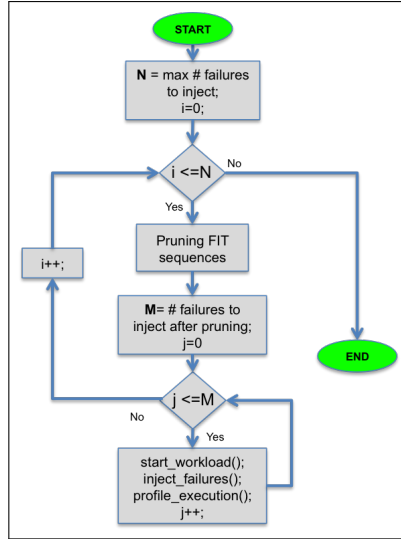 START
N = max # failures
to inject;
i=0;
i <=N
No
Yes
Pruning FIT
sequences
i++;
M= # failures to
inject after pruning;
j=0
END
j <=M
No
Yes
start_workload();
inject_failures();
profile_execution();
j++;